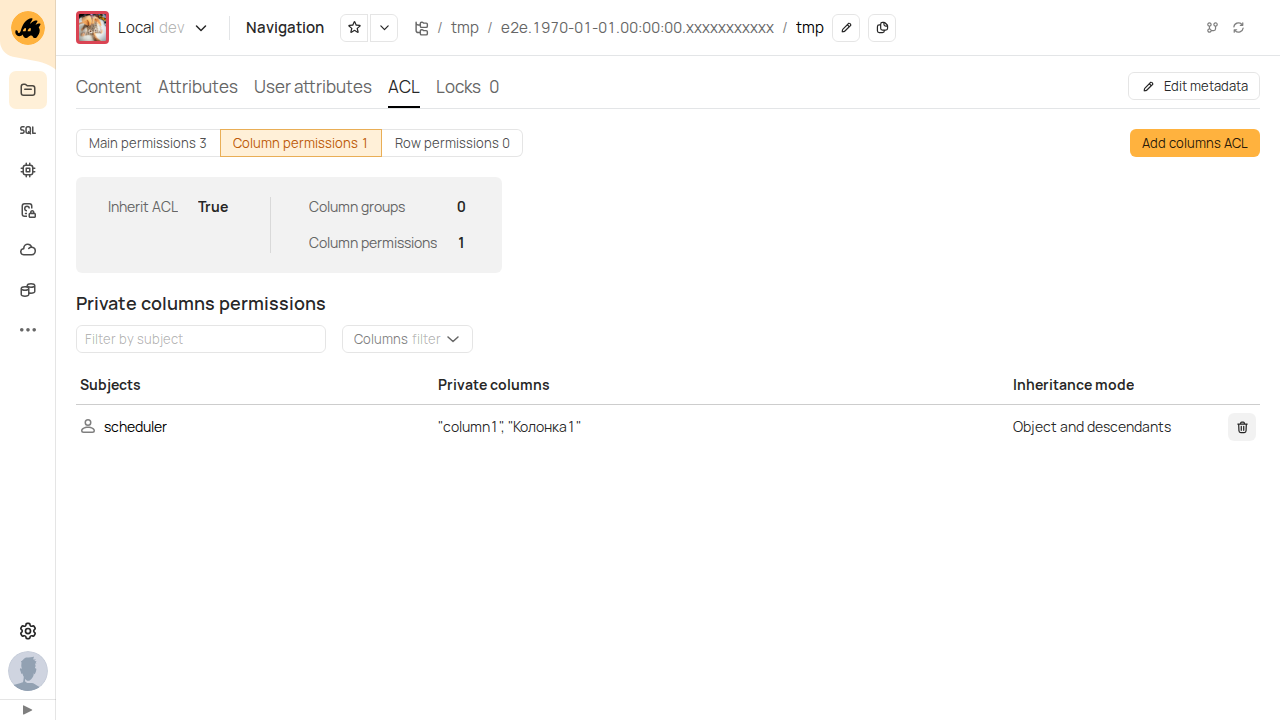 Local dev Navigation / tmp / e2e.1970-01-01.00:00:00.xxxxxxxxxxx / tmp
Content Attributes User attributes ACL Locks 0 Edit metadata
SQL
Main permissions 3 Column permissions 1 Row permissions 0 Add columns ACL
Inherit ACL True Column groups 0
Column permissions 1
Private columns permissions
Filter by subject Columns filter
Subjects Private columns Inheritance mode
scheduler "column1", "Колонка1" Object and descendants